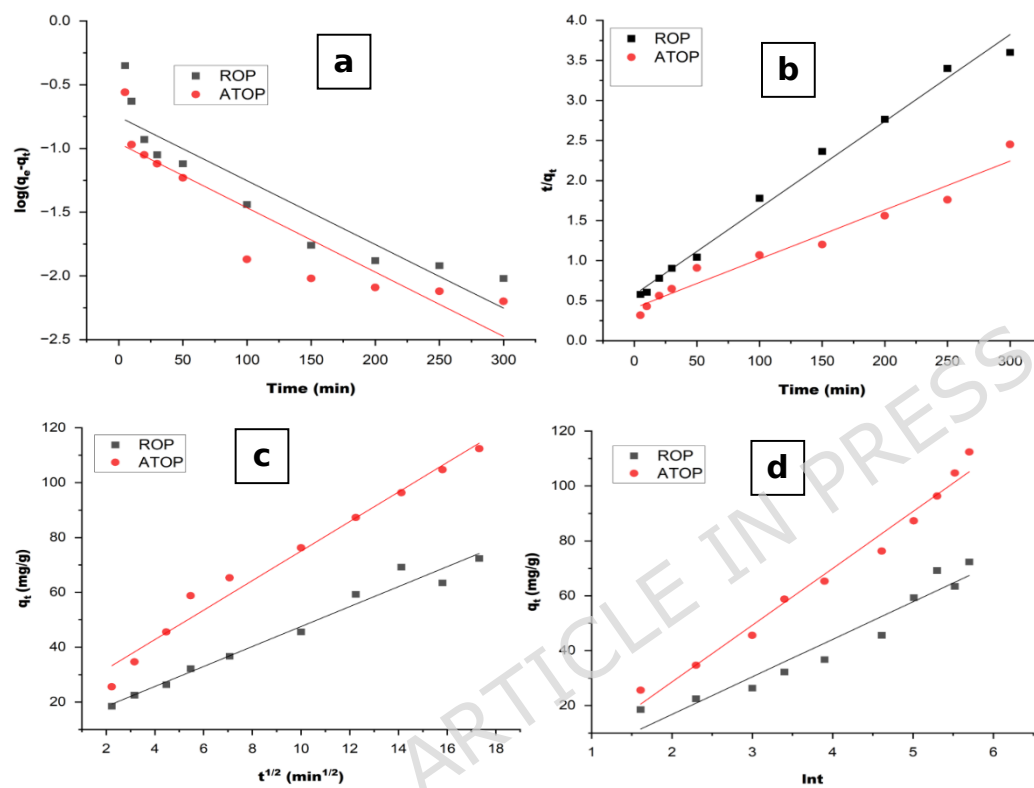 a
ROP
ATOP
0.0
−0.5
−1.0
−1.5
−2.0
−2.5
log(qₑ-qₜ)
0 50 100 150 200 250 300
Time (min)
b
ROP
ATOP
4.0
3.5
3.0
2.5
2.0
1.5
1.0
0.5
0.0
t/qₜ
0 50 100 150 200 250 300
Time (min)
c
ROP
ATOP
120
100
80
60
40
20
qₜ (mg/g)
2 4 6 8 10 12 14 16 18
t¹ᐟ² (min¹ᐟ²)
d
ROP
ATOP
120
100
80
60
40
20
qₜ (mg/g)
1 2 3 4 5 6
lnt
ARTICLE IN PRESS